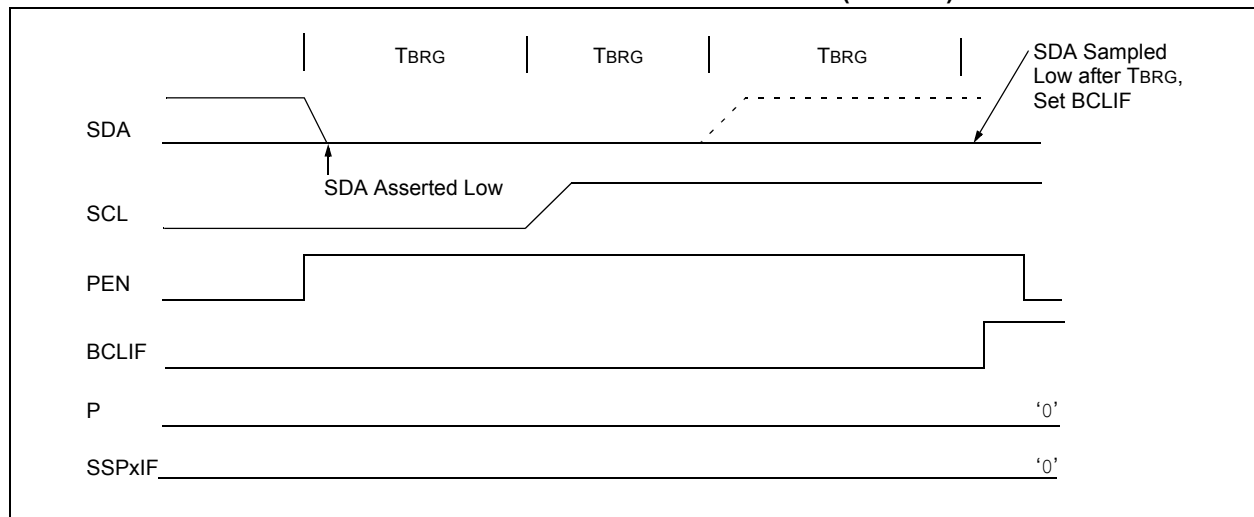 TBRG TBRG TBRG
SDA Sampled
Low after TBRG,
Set BCLIF
SDA
SDA Asserted Low
SCL
PEN
BCLIF
P
‘0’
SSPxIF
‘0’